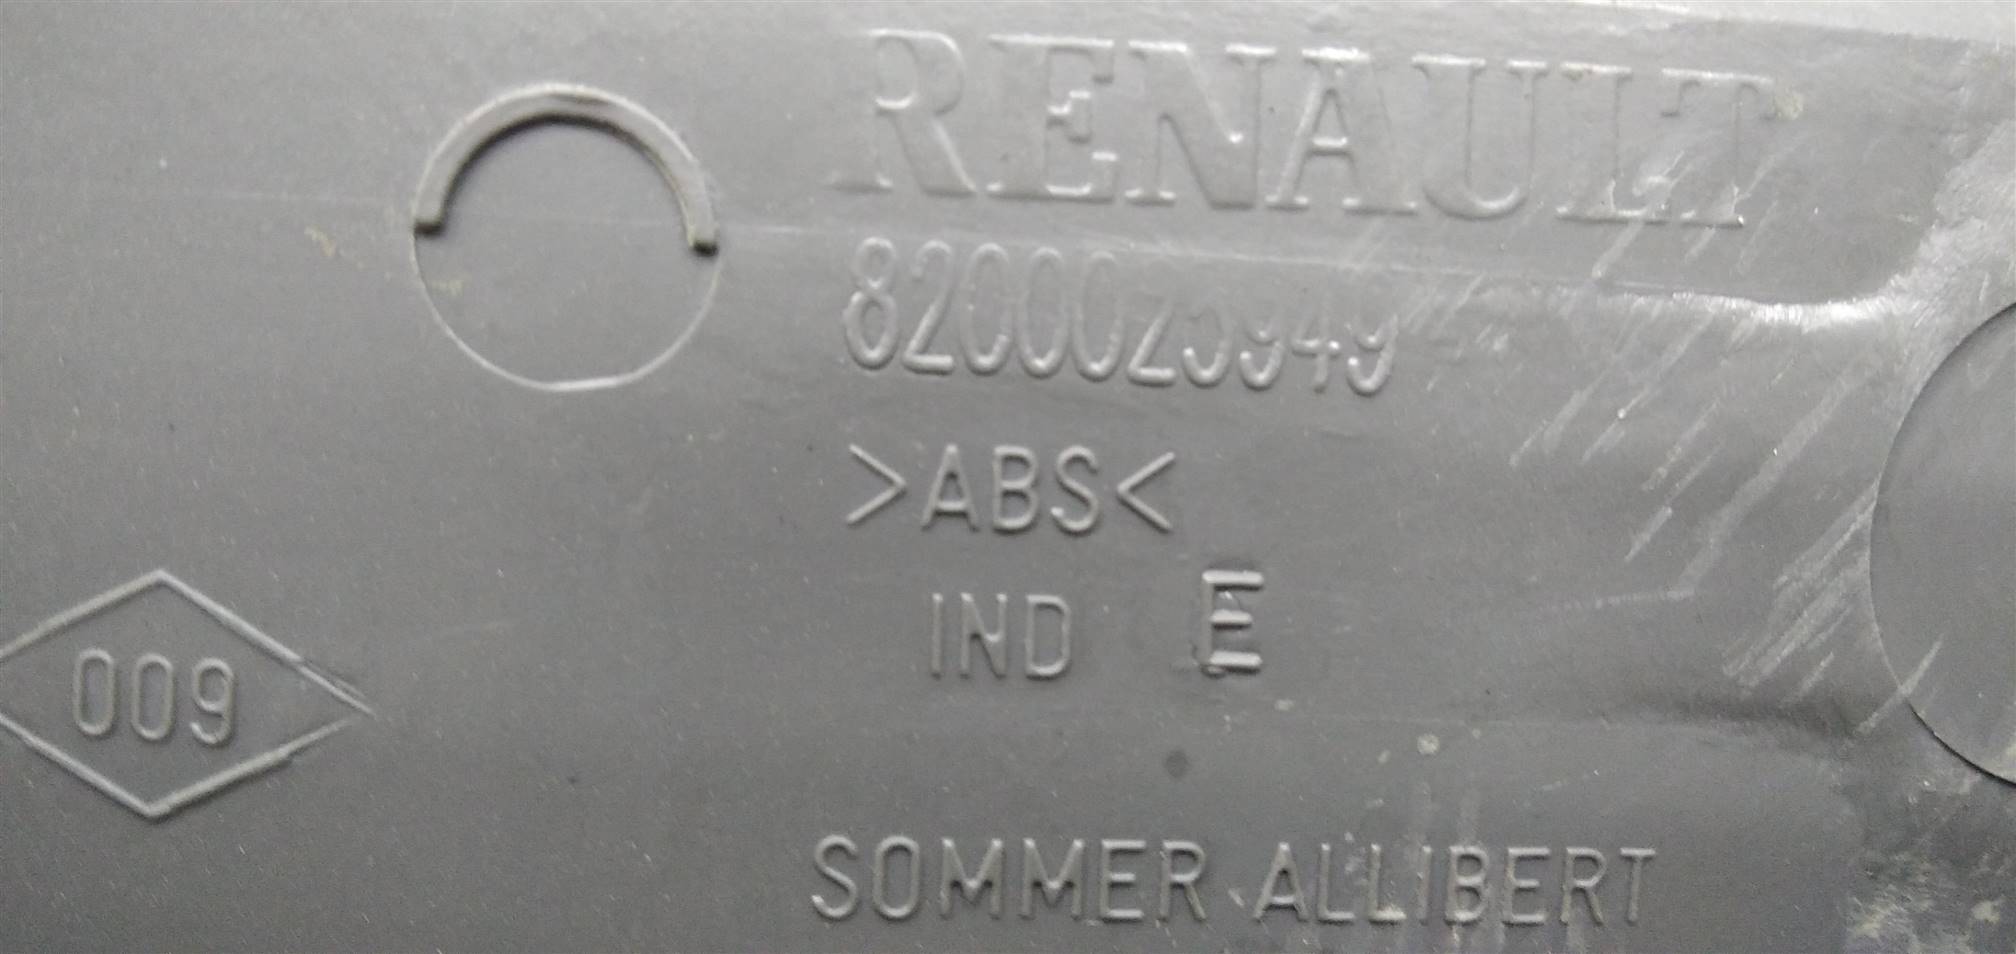 RENAULT
8200025949
>ABS<
IND E
009
SOMMER ALLIBERT